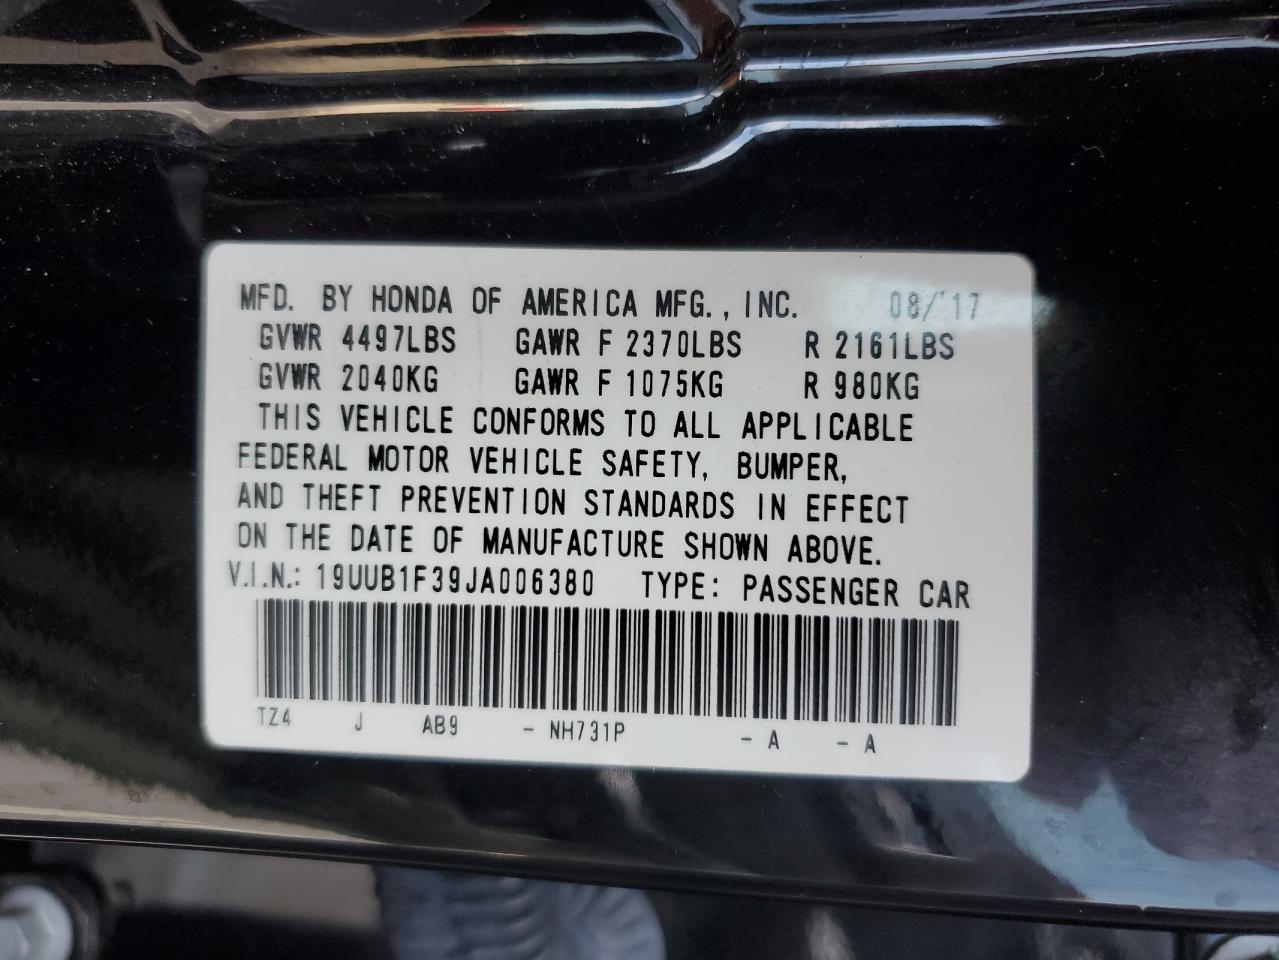 MFD. BY HONDA OF AMERICA MFG., INC. 08/'17
GVWR 4497LBS GAWR F 2370LBS R 2161LBS
GVWR 2040KG GAWR F 1075KG R 980KG
THIS VEHICLE CONFORMS TO ALL APPLICABLE
FEDERAL MOTOR VEHICLE SAFETY, BUMPER,
AND THEFT PREVENTION STANDARDS IN EFFECT
ON THE DATE OF MANUFACTURE SHOWN ABOVE.
V.I.N.: 19UUB1F39JA006380 TYPE: PASSENGER CAR
TZ4 J AB9 - NH731P - A - A